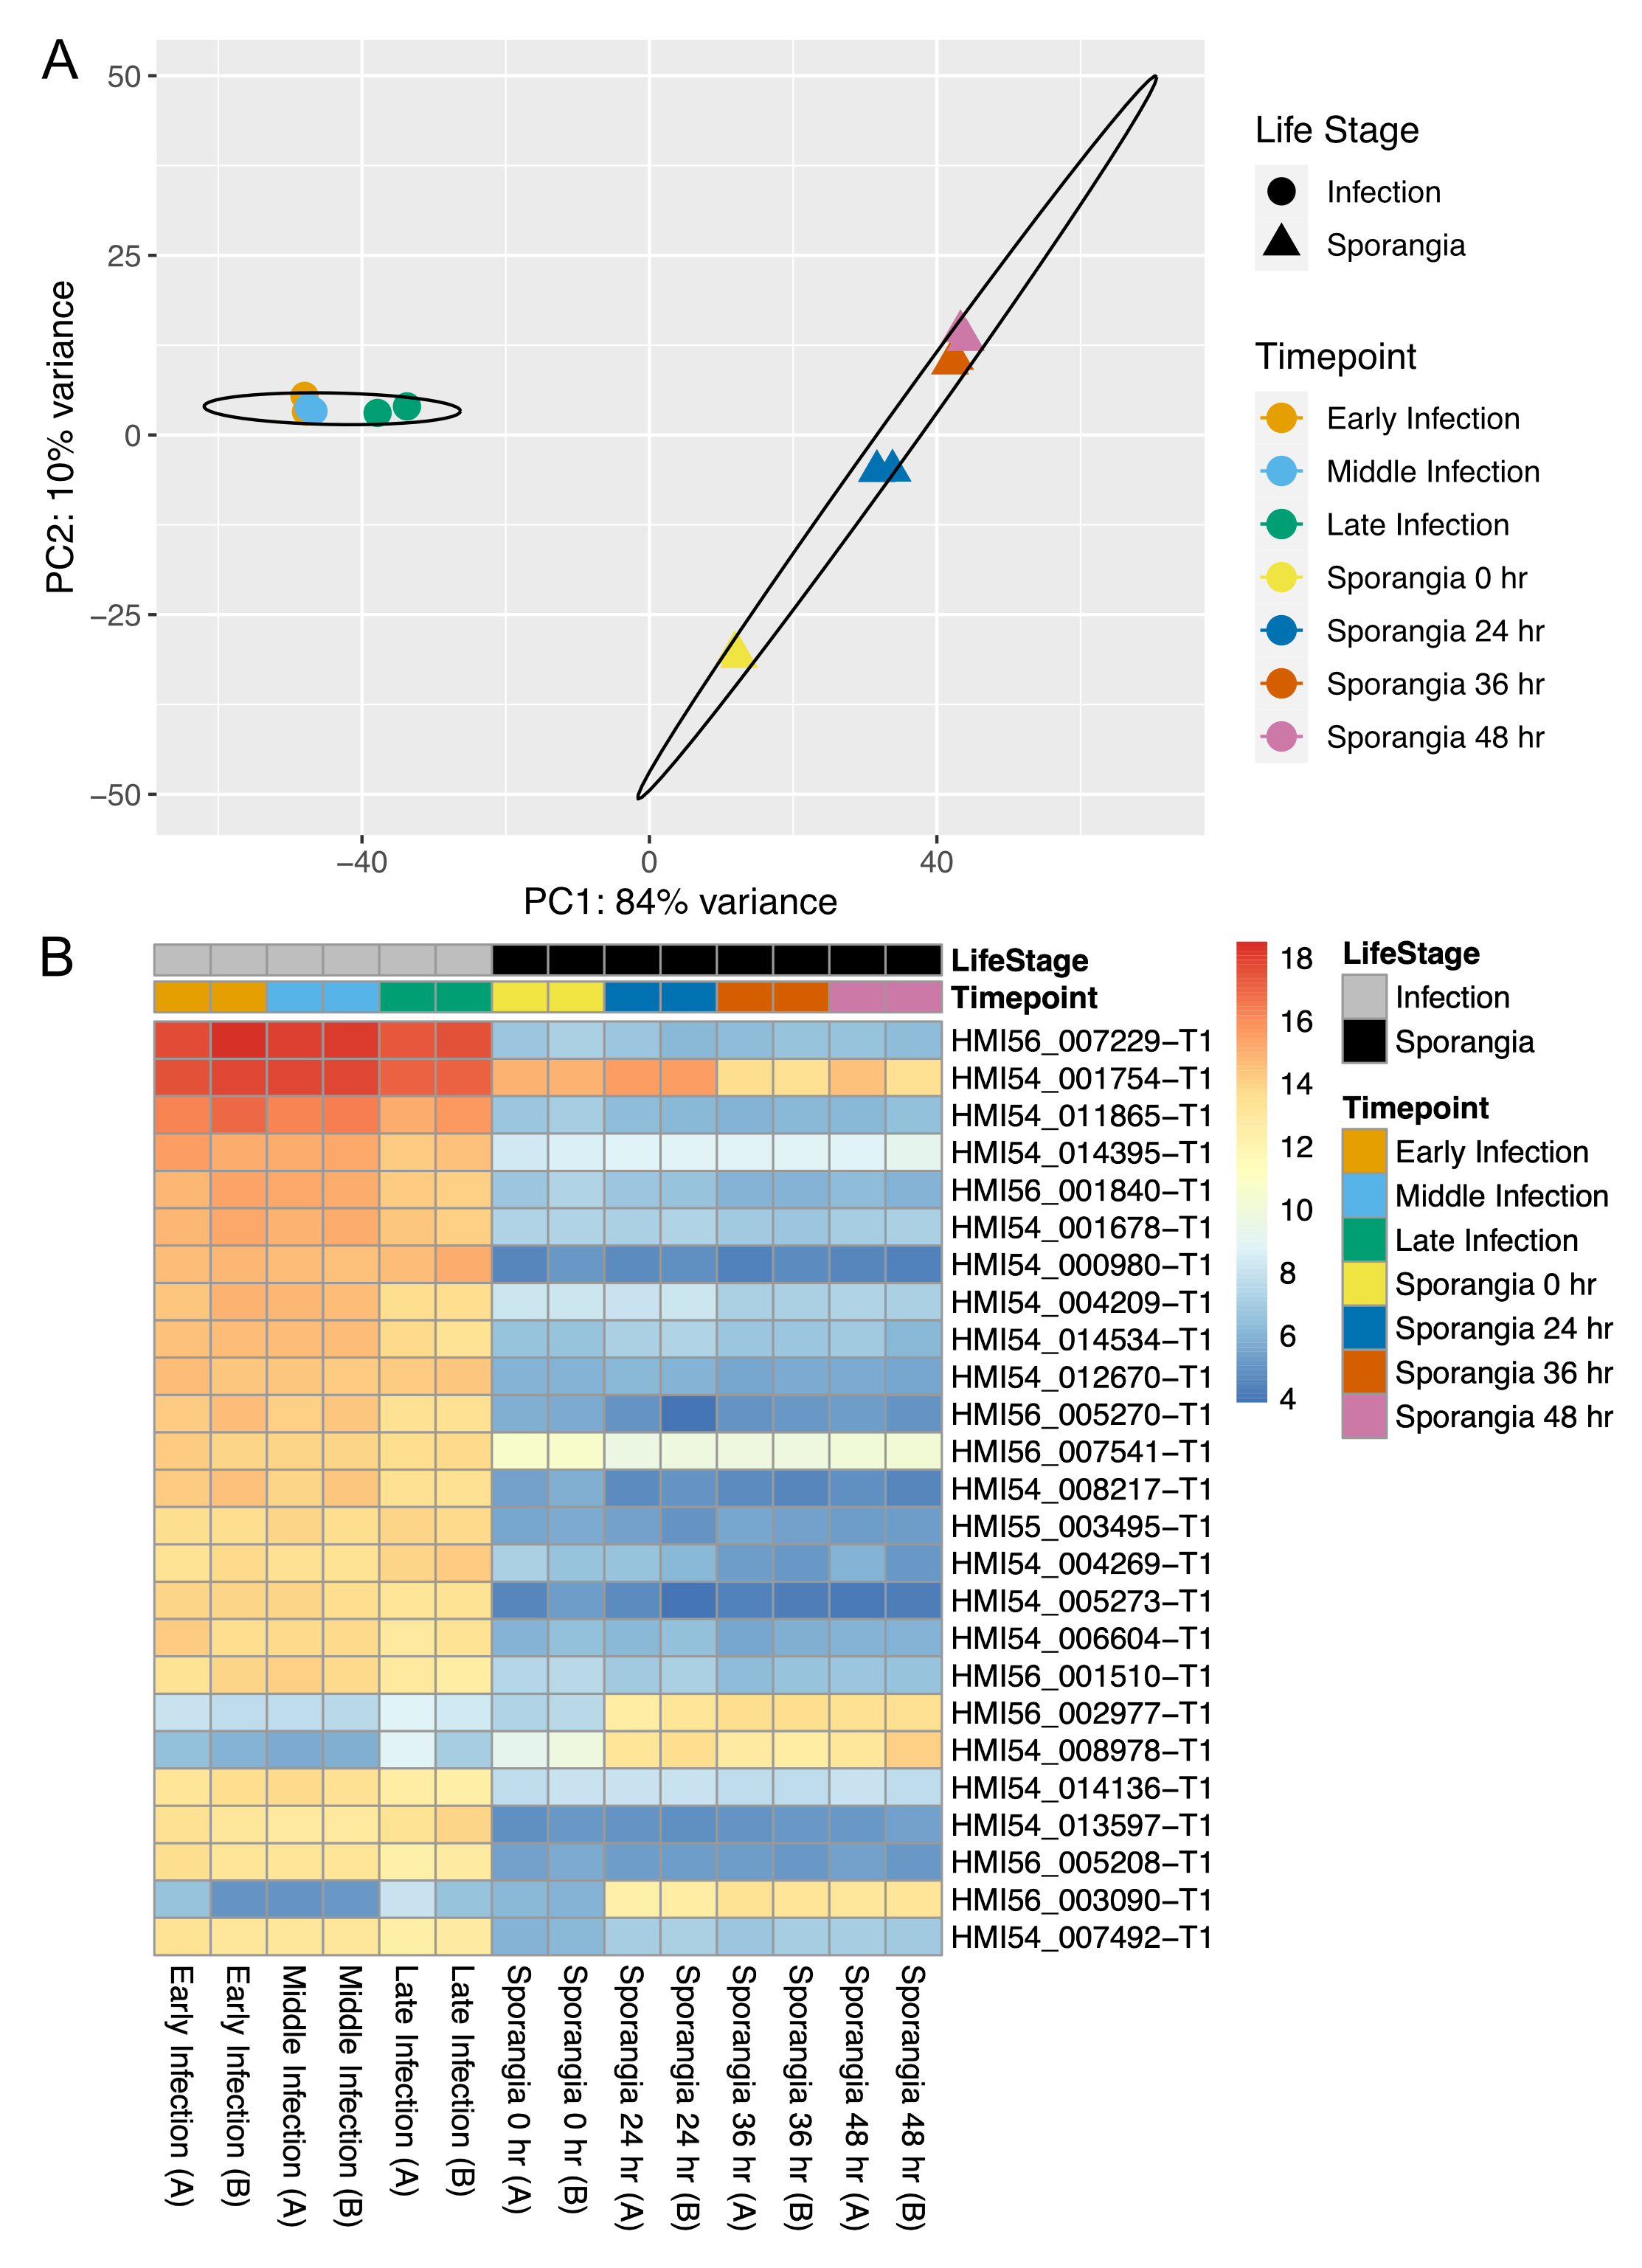 A
50
25
0
−25
−50
PC2: 10% variance
−40
0
40
PC1: 84% variance
Life Stage
Infection
Sporangia
Timepoint
Early Infection
Middle Infection
Late Infection
Sporangia 0 hr
Sporangia 24 hr
Sporangia 36 hr
Sporangia 48 hr
B
LifeStage
Timepoint
HMI56_007229−T1
HMI54_001754−T1
HMI54_011865−T1
HMI54_014395−T1
HMI56_001840−T1
HMI54_001678−T1
HMI54_000980−T1
HMI54_004209−T1
HMI54_014534−T1
HMI54_012670−T1
HMI56_005270−T1
HMI56_007541−T1
HMI54_008217−T1
HMI55_003495−T1
HMI54_004269−T1
HMI54_005273−T1
HMI54_006604−T1
HMI56_001510−T1
HMI56_002977−T1
HMI54_008978−T1
HMI54_014136−T1
HMI54_013597−T1
HMI56_005208−T1
HMI56_003090−T1
HMI54_007492−T1
Early Infection (A)
Early Infection (B)
Middle Infection (A)
Middle Infection (B)
Late Infection (A)
Late Infection (B)
Sporangia 0 hr (A)
Sporangia 0 hr (B)
Sporangia 24 hr (A)
Sporangia 24 hr (B)
Sporangia 36 hr (A)
Sporangia 36 hr (B)
Sporangia 48 hr (A)
Sporangia 48 hr (B)
18
16
14
12
10
8
6
4
LifeStage
Infection
Sporangia
Timepoint
Early Infection
Middle Infection
Late Infection
Sporangia 0 hr
Sporangia 24 hr
Sporangia 36 hr
Sporangia 48 hr